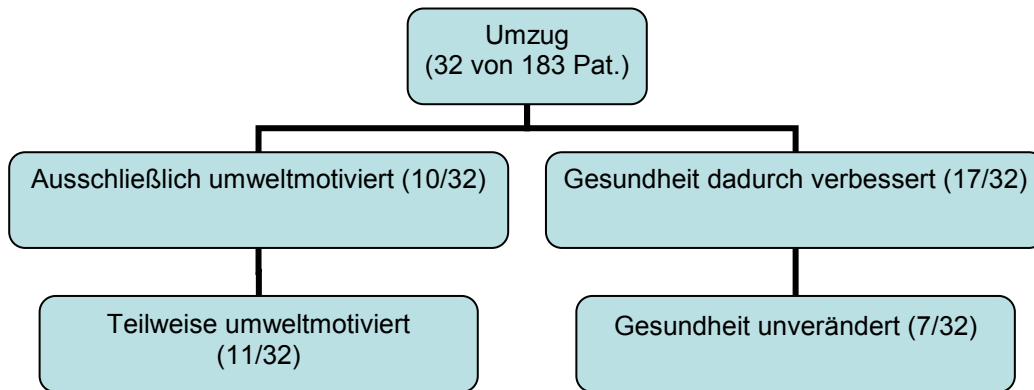 Umzug
(32 von 183 Pat.)
Ausschließlich umweltmotiviert (10/32)
Gesundheit dadurch verbessert (17/32)
Teilweise umweltmotiviert
(11/32)
Gesundheit unverändert (7/32)